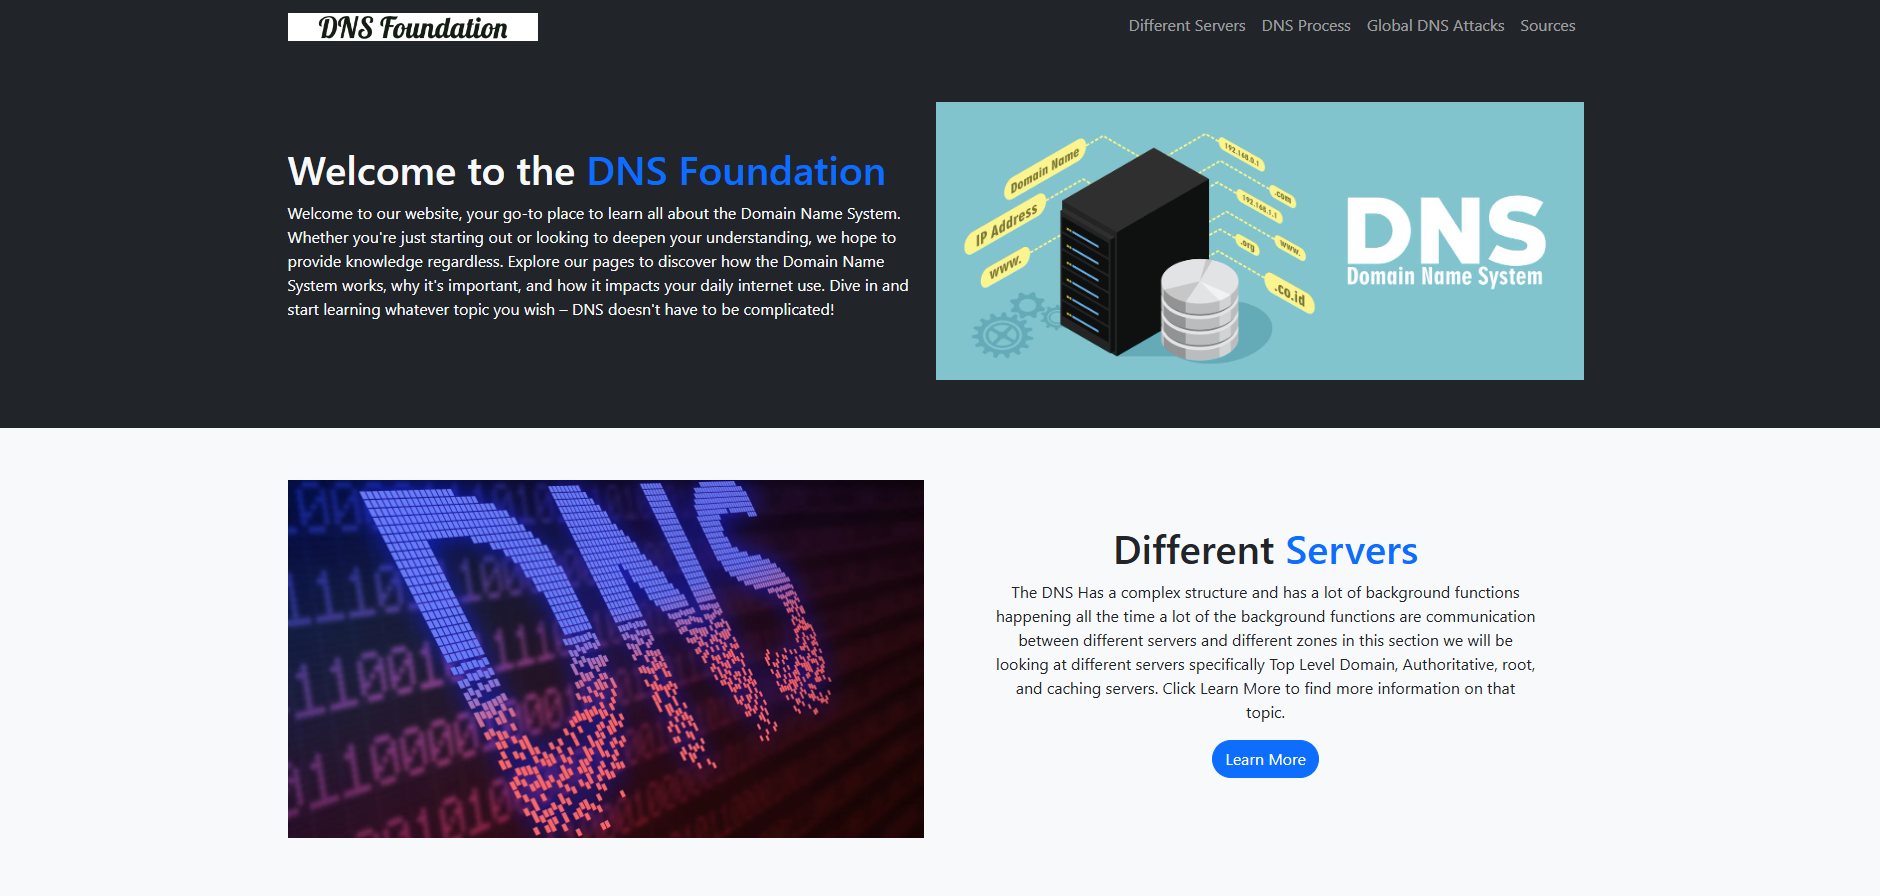 DNS Foundation
Different Servers DNS Process Global DNS Attacks Sources
Welcome to the DNS Foundation
Welcome to our website, your go-to place to learn all about the Domain Name System.
Whether you're just starting out or looking to deepen your understanding, we hope to
provide knowledge regardless. Explore our pages to discover how the Domain Name
System works, why it's important, and how it impacts your daily internet use. Dive in and
start learning whatever topic you wish – DNS doesn't have to be complicated!
Domain Name
IP Address
www.
192.168.0.1
.com
192.168.1.1
.org
www.
.co.id
DNS
Domain Name System
DNS
Different Servers
The DNS Has a complex structure and has a lot of background functions
happening all the time a lot of the background functions are communication
between different servers and different zones in this section we will be
looking at different servers specifically Top Level Domain, Authoritative, root,
and caching servers. Click Learn More to find more information on that
topic.
Learn More